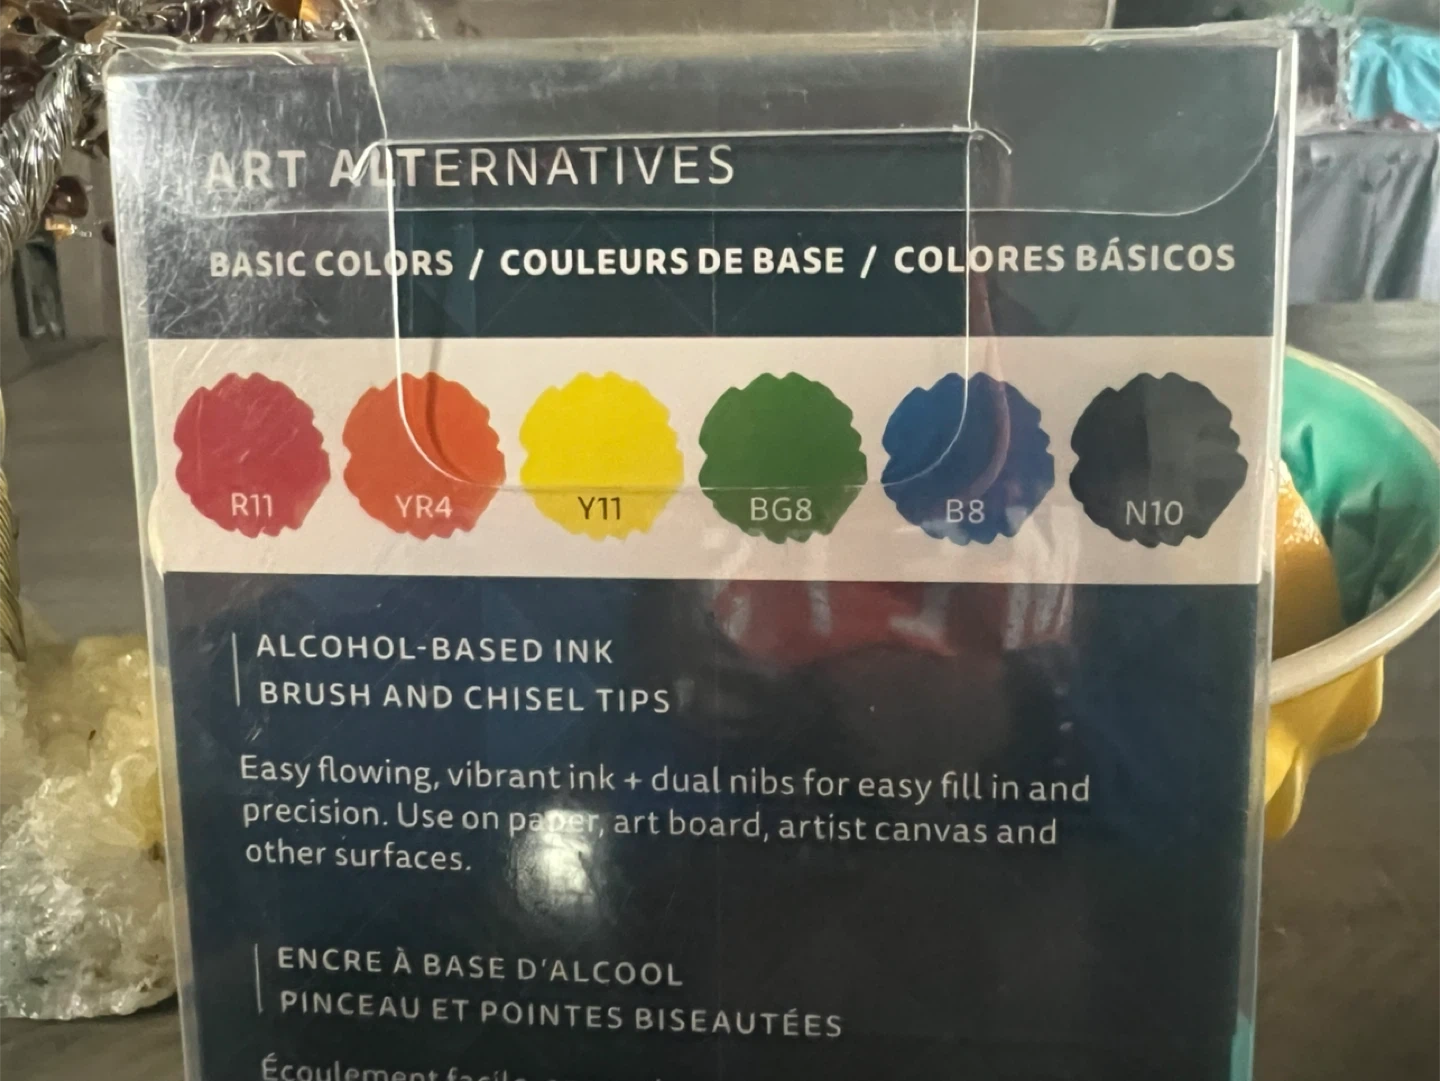 ART ALTERNATIVES
BASIC COLORS / COULEURS DE BASE / COLORES BÁSICOS
R11 YR4 Y11 BG8 B8 N10
ALCOHOL-BASED INK
BRUSH AND CHISEL TIPS
Easy flowing, vibrant ink + dual nibs for easy fill in and
precision. Use on paper, art board, artist canvas and
other surfaces.
ENCRE À BASE D'ALCOOL
PINCEAU ET POINTES BISEAUTÉES
Écoulement facile